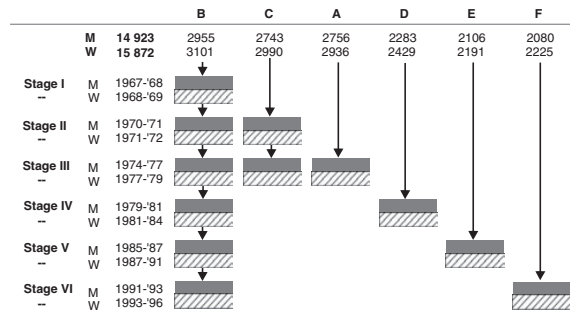 B C A D E F
M 14 923 2955 2743 2756 2283 2106 2080
W 15 872 3101 2990 2936 2429 2191 2225
Stage I M 1967-'68
-- W 1968-'69
Stage II M 1970-'71
-- W 1971-'72
Stage III M 1974-'77
-- W 1977-'79
Stage IV M 1979-'81
-- W 1981-'84
Stage V M 1985-'87
-- W 1987-'91
Stage VI M 1991-'93
-- W 1993-'96